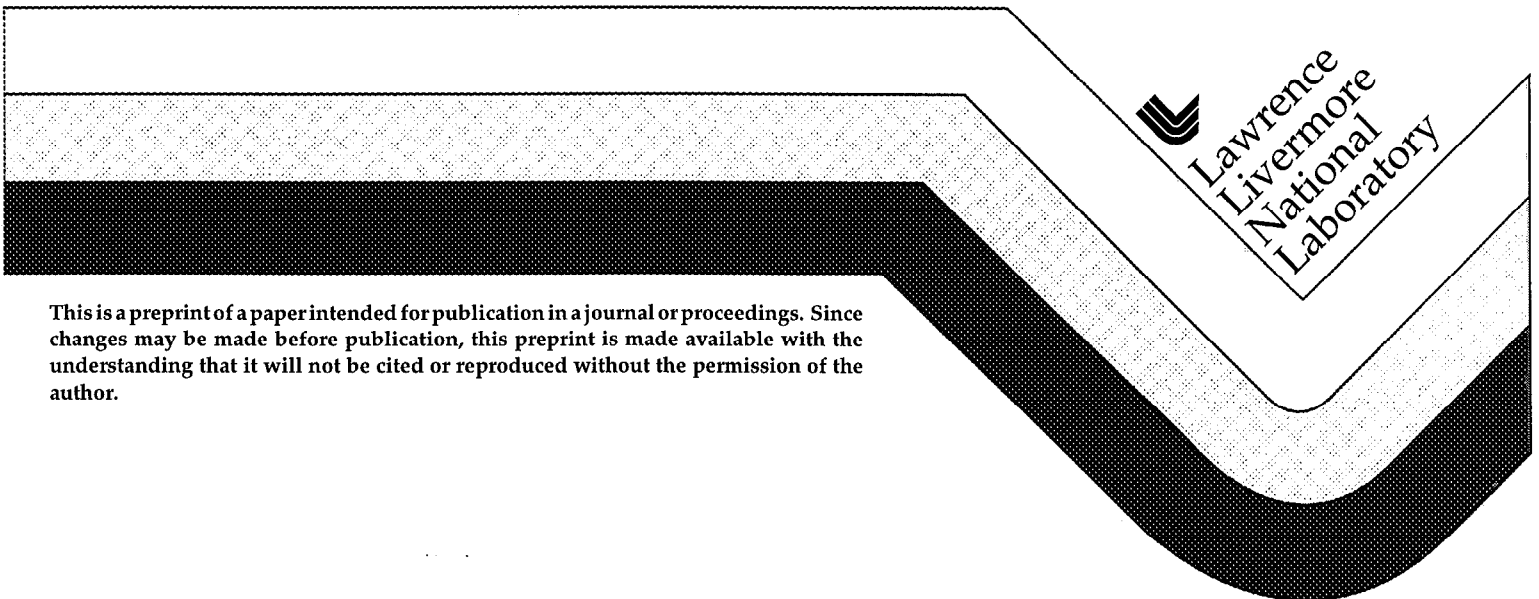 Lawrence
Livermore
National
Laboratory
This is a preprint of a paper intended for publication in a journal or proceedings. Since
changes may be made before publication, this preprint is made available with the
understanding that it will not be cited or reproduced without the permission of the
author.